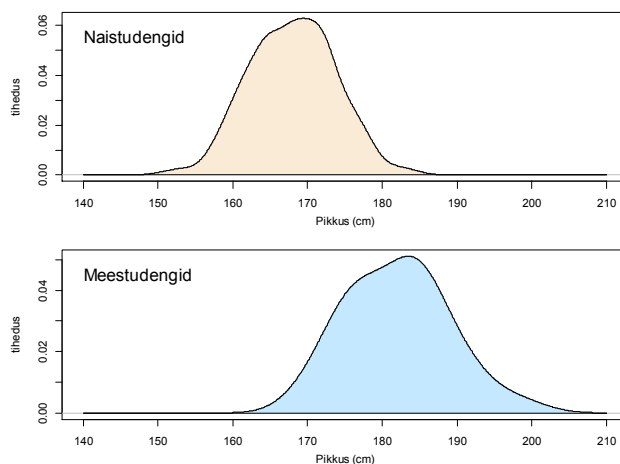 Naistudengid
tihedus
0.00 0.02 0.04 0.06
140 150 160 170 180 190 200 210
Pikkus (cm)
Meestudengid
tihedus
0.00 0.02 0.04
140 150 160 170 180 190 200 210
Pikkus (cm)